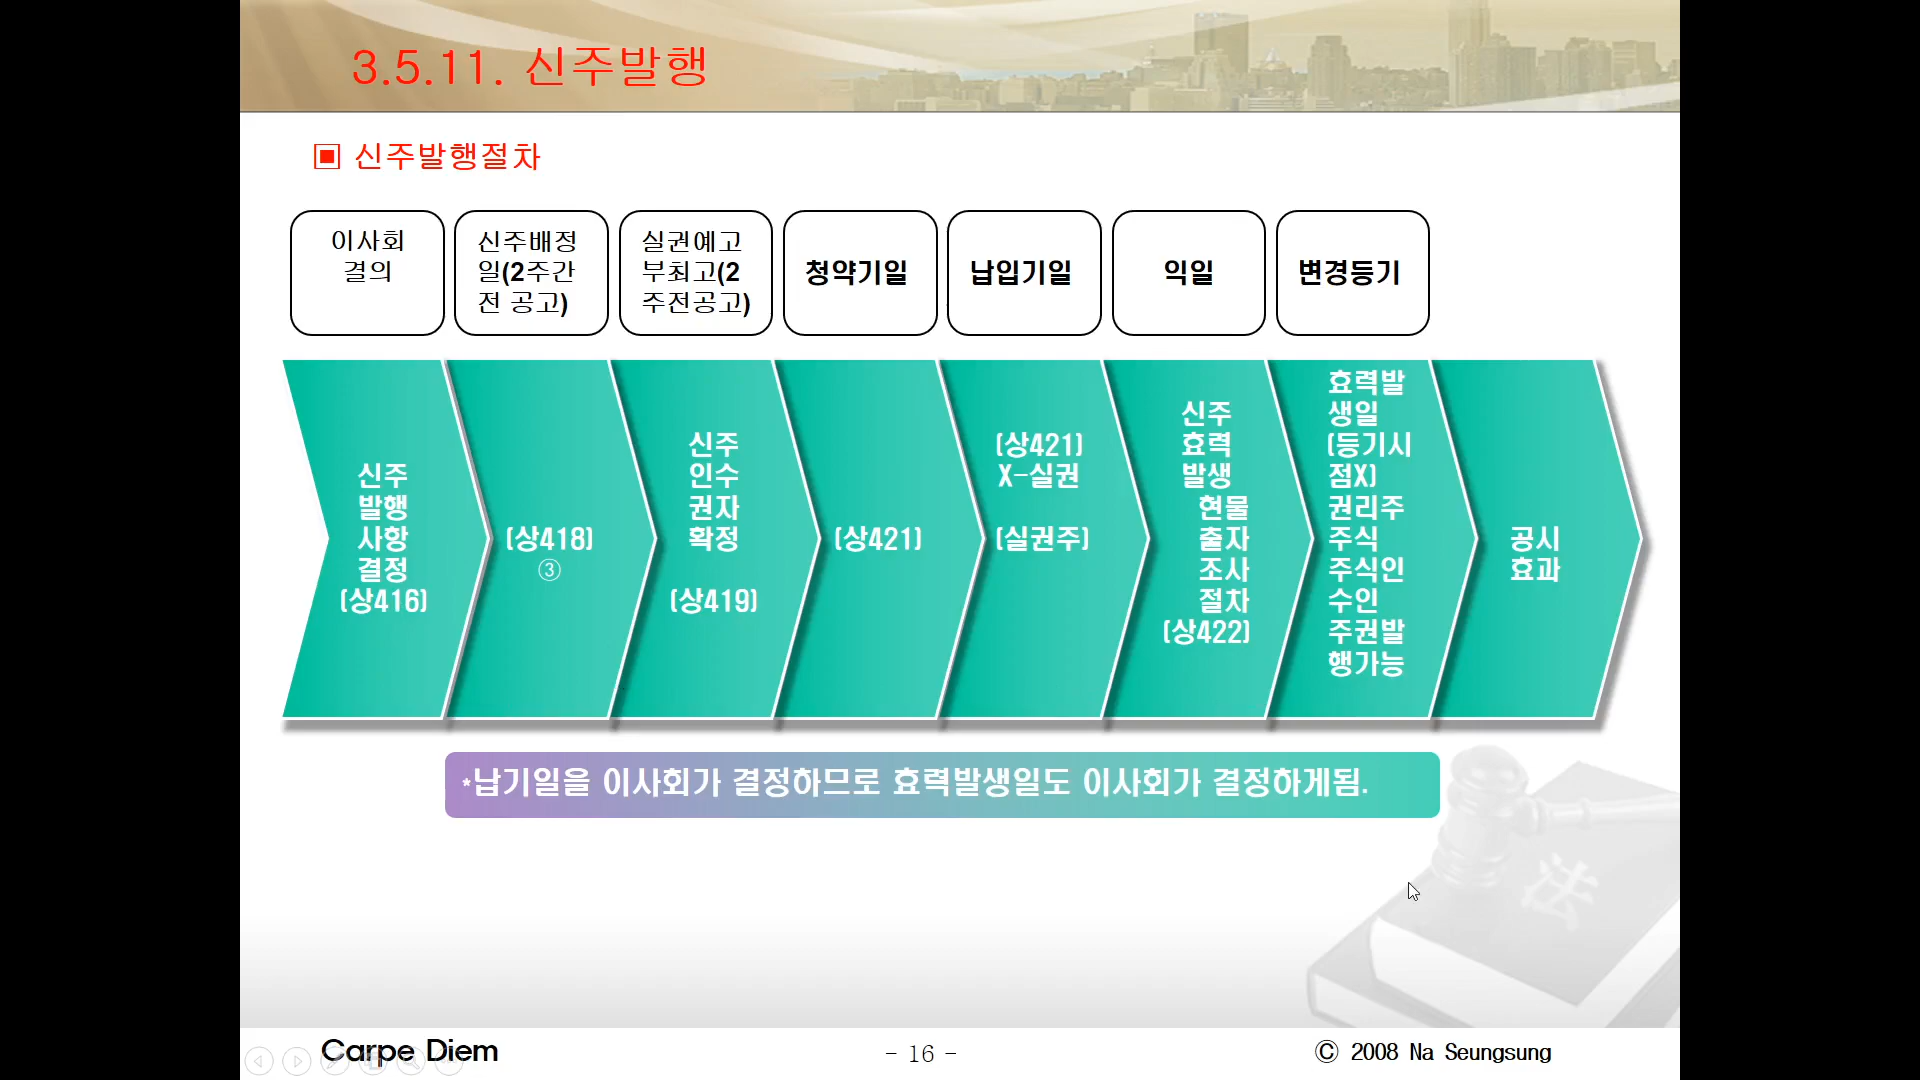 3.5.11. 신주발행
▣ 신주발행절차
이사회
결의
신주배정
일(2주간
전 공고)
실권예고
부최고(2
주전공고)
청약기일
납입기일
익일
변경등기
신주
발행
사항
결정
(상416)
(상418)
③
신주
인수
권자
확정
(상419)
(상421)
(상421)
X-실권
(실권주)
신주
효력
발생
현물
출자
조사
절차
(상422)
효력발
생일
(등기시
점X)
권리주
주식
주식인
수인
주권발
행가능
공시
효과
*납기일을 이사회가 결정하므로 효력발생일도 이사회가 결정하게됨.
法
Carpe Diem
- 16 -
ⓒ 2008 Na Seungsung